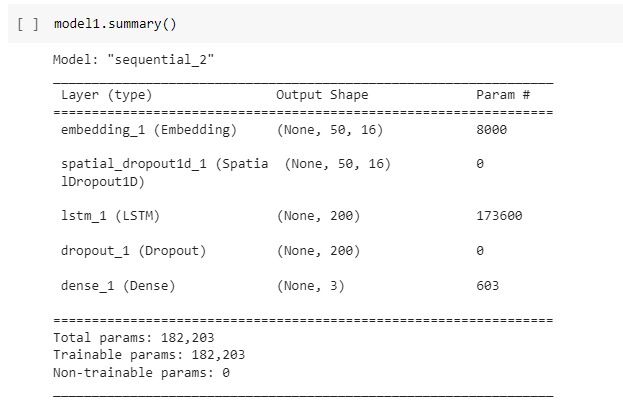 [ ] model1.summary()
Model: "sequential_2"
_________________________________________________________________
Layer (type) Output Shape Param #
=================================================================
embedding_1 (Embedding) (None, 50, 16) 8000
spatial_dropout1d_1 (Spatia (None, 50, 16) 0
lDropout1D)
lstm_1 (LSTM) (None, 200) 173600
dropout_1 (Dropout) (None, 200) 0
dense_1 (Dense) (None, 3) 603
=================================================================
Total params: 182,203
Trainable params: 182,203
Non-trainable params: 0
_________________________________________________________________